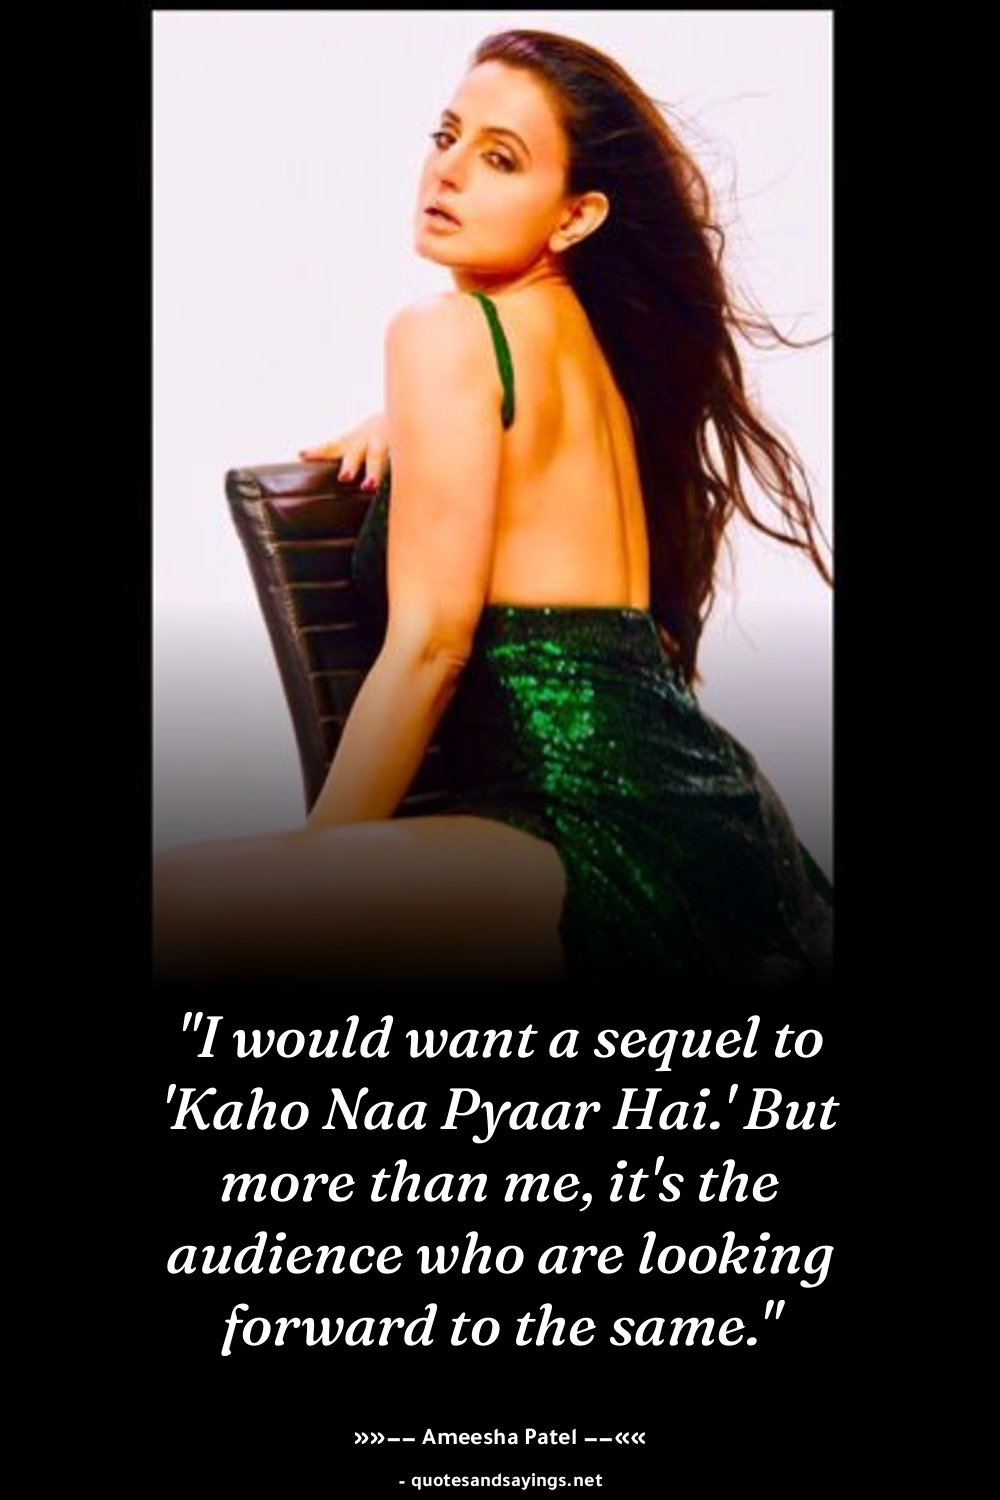 "I would want a sequel to
'Kaho Naa Pyaar Hai.' But
more than me, it's the
audience who are looking
forward to the same."
»»–– Ameesha Patel ––««
- quotesandsayings.net